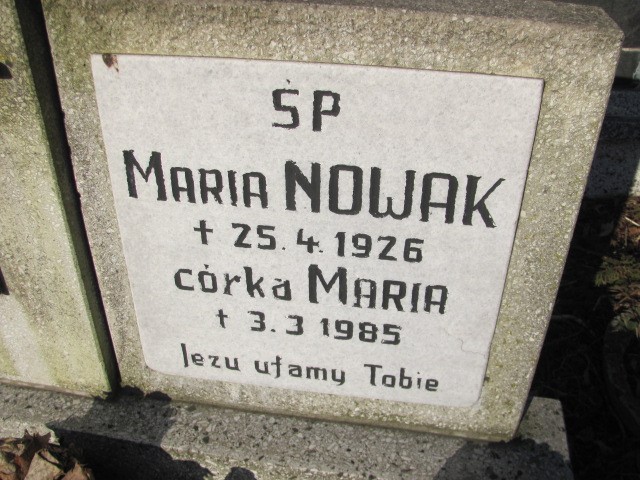 ŚP
MARIA NOWAK
† 25.4.1926
córka MARIA
† 3.3 1985
Jezu ufamy Tobie